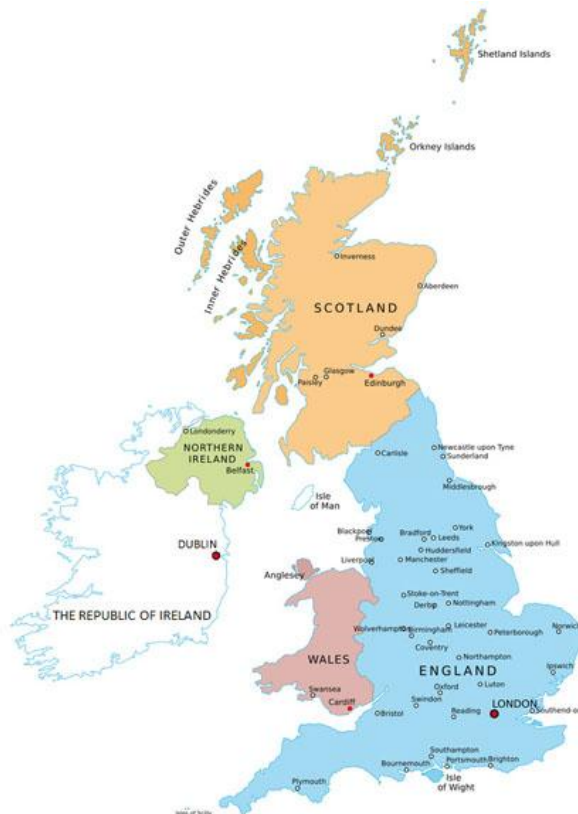 Shetland Islands
Orkney Islands
Outer Hebrides
Inner Hebrides
Inverness
Aberdeen
SCOTLAND
Dundee
Glasgow
Paisley
Edinburgh
Londonderry
NORTHERN
IRELAND
Belfast
Carlisle
Newcastle upon Tyne
Sunderland
Middlesbrough
Isle
of Man
Blackpool
Preston
Bradford
York
Leeds
Kingston upon Hull
Huddersfield
DUBLIN
Liverpool
Manchester
Sheffield
Anglesey
Stoke-on-Trent
Derby
Nottingham
THE REPUBLIC OF IRELAND
Wolverhampton
Birmingham
Leicester
Peterborough
Norwic
Coventry
WALES
Northampton
ENGLAND
Ipswich
Swansea
Cardiff
Oxford
Luton
Swindon
LONDON
Bristol
Reading
Southend-o
Southampton
Bournemouth
Portsmouth
Brighton
Isle
of Wight
Plymouth